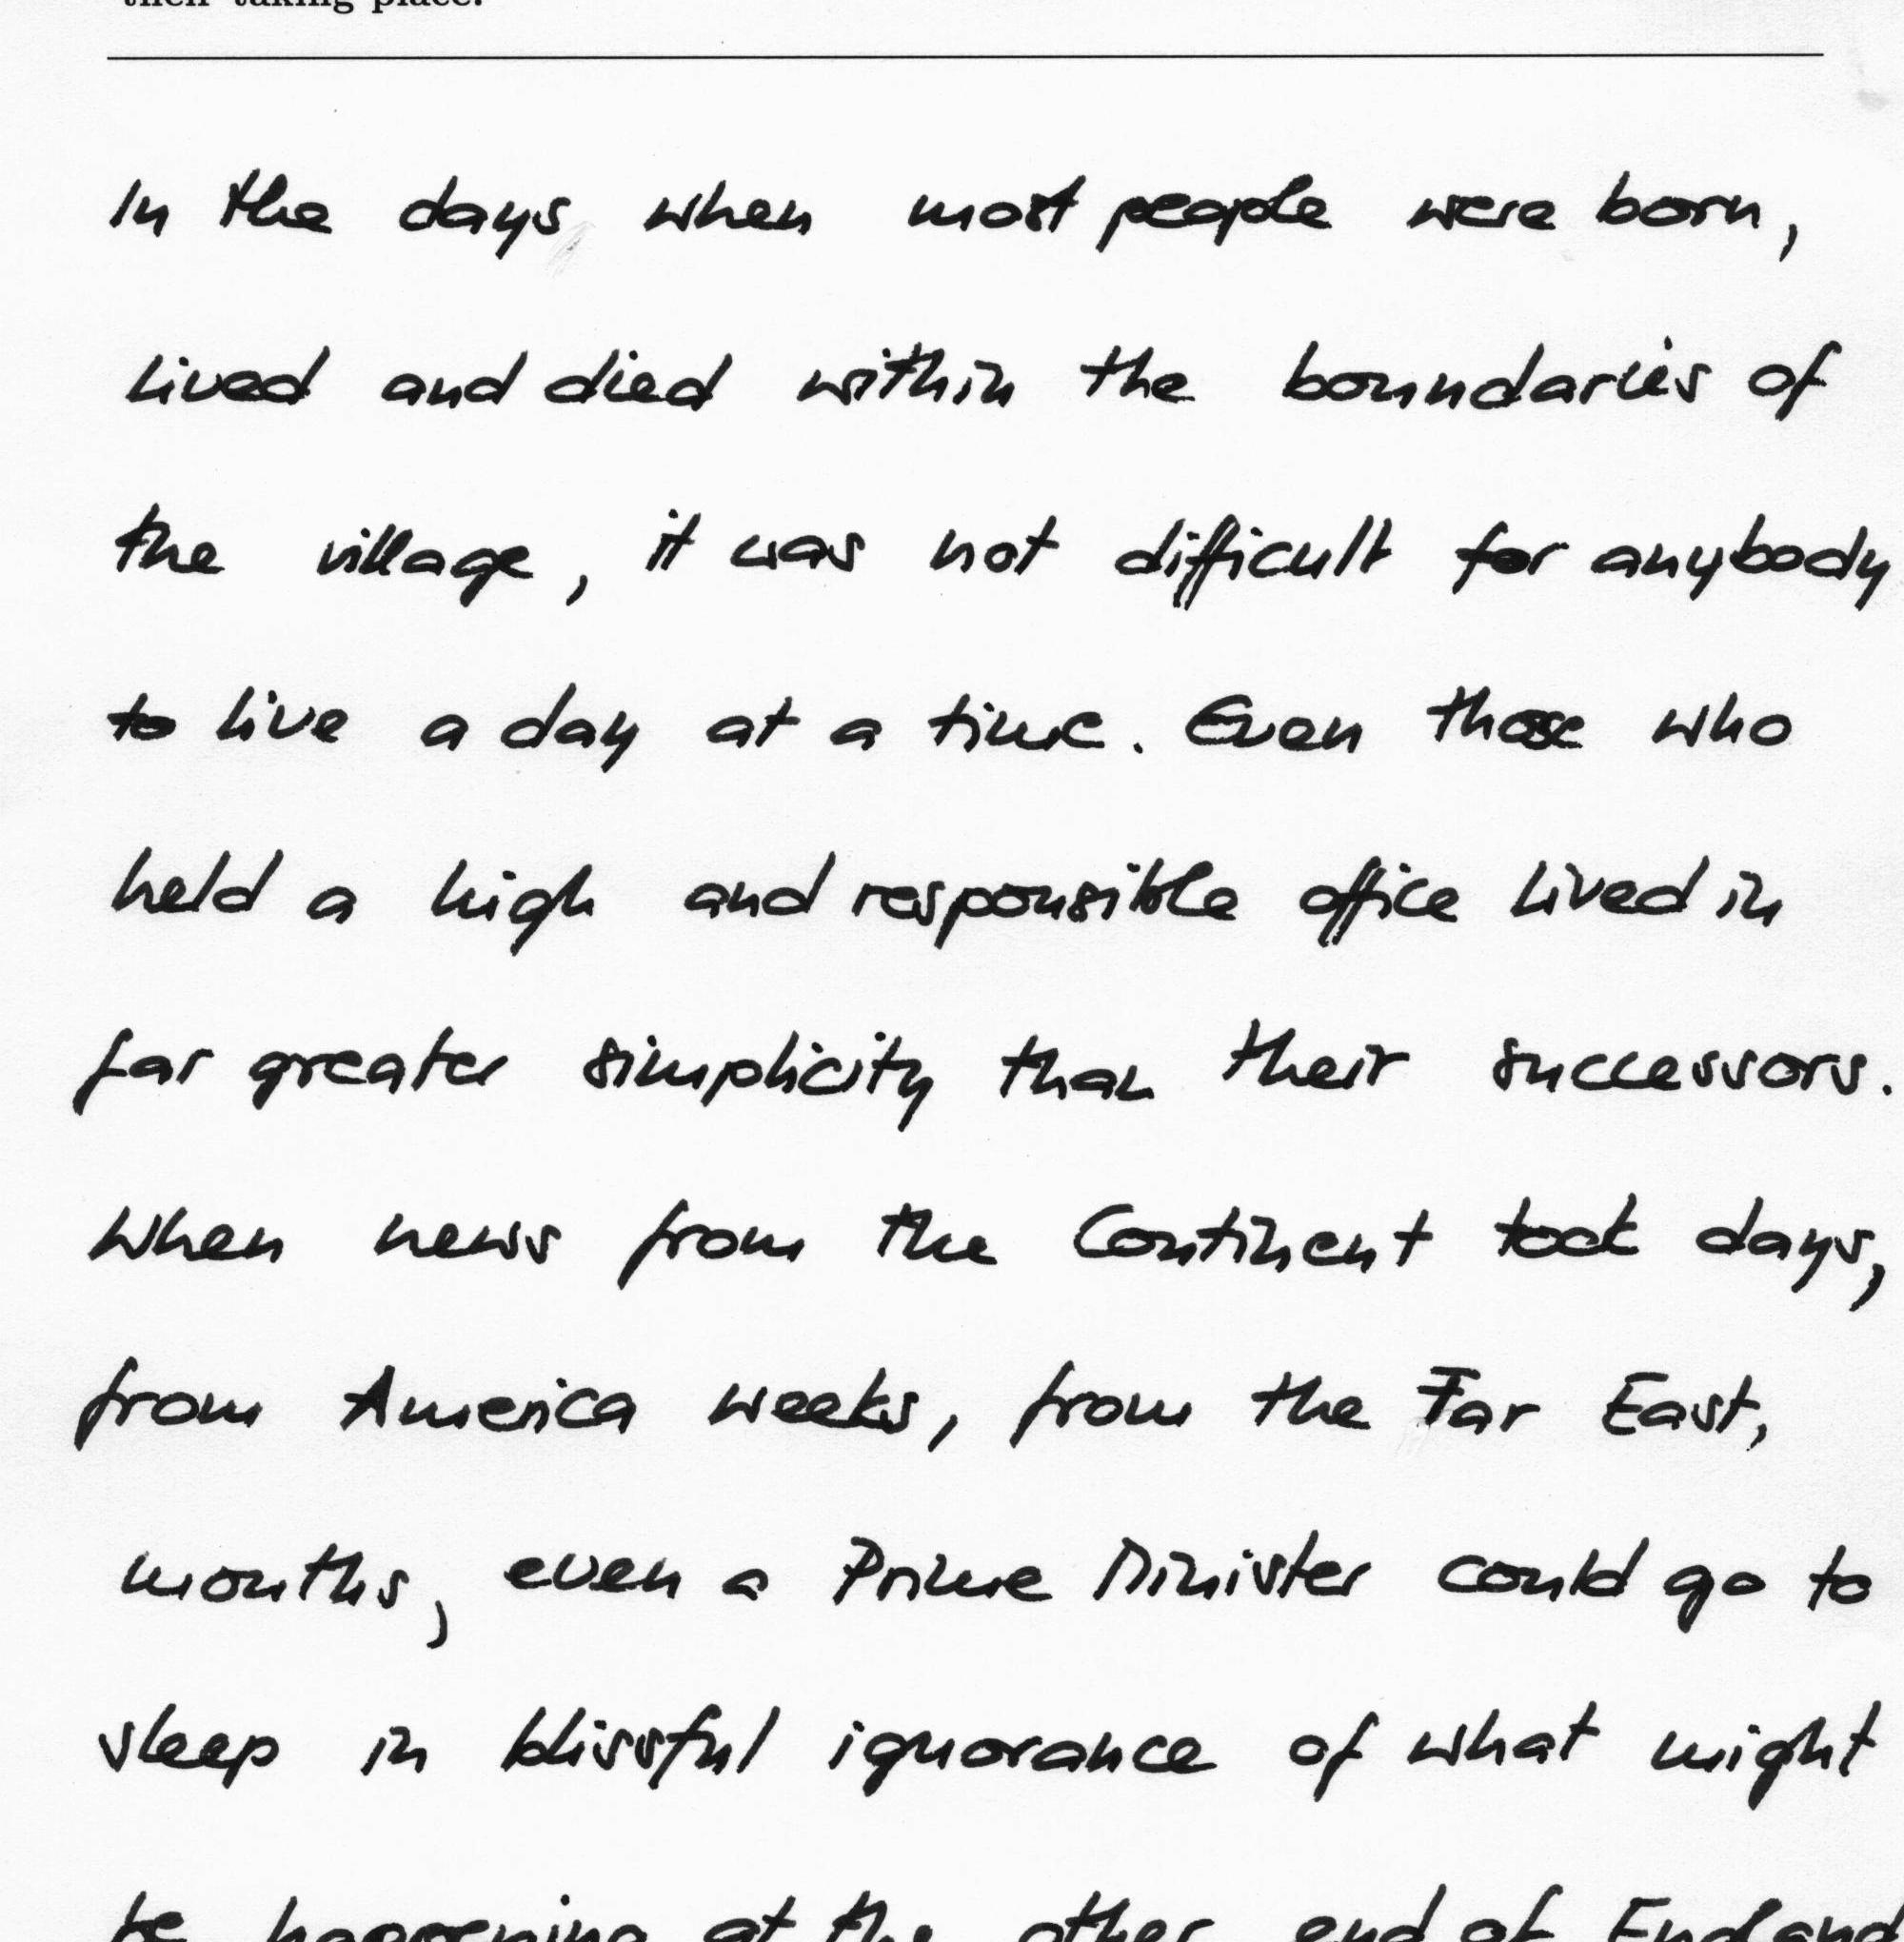 then taking place.
In the days when most people were born,
lived and died within the boundaries of
the village, it was not difficult for anybody
to live a day at a time. Even those who
held a high and responsible office lived in
far greater simplicity than their successors.
When news from the Continent took days,
from America weeks, from the Far East,
months, even a Prime Minister could go to
sleep in blissful ignorance of what might
be happening at the other end of England